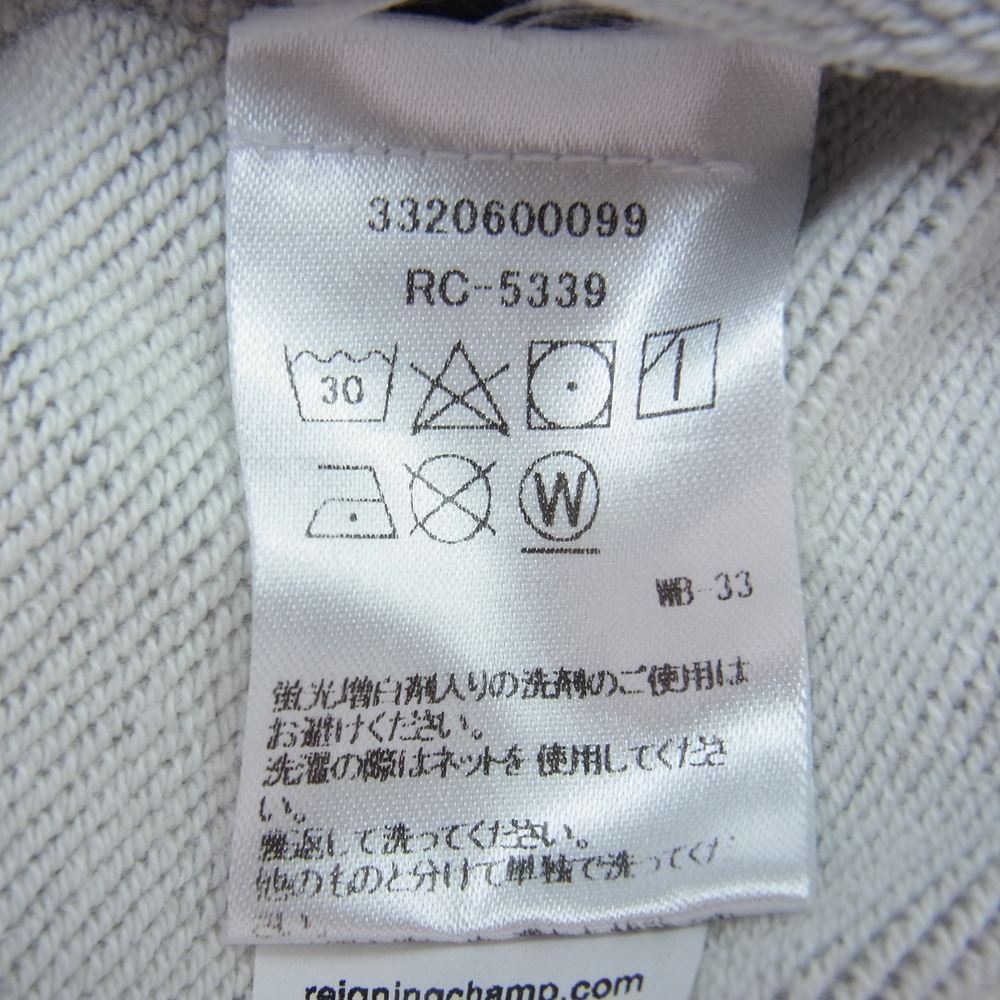 3320600099
RC-5339
30
W
WB-33
蛍光増白剤入りの洗剤のご使用は
お避けください。
洗濯の際はネットを使用してくださ
い。
裏返して洗ってください。
他のものと分けて単独で洗ってくだ
さい。
reigningchamp.com